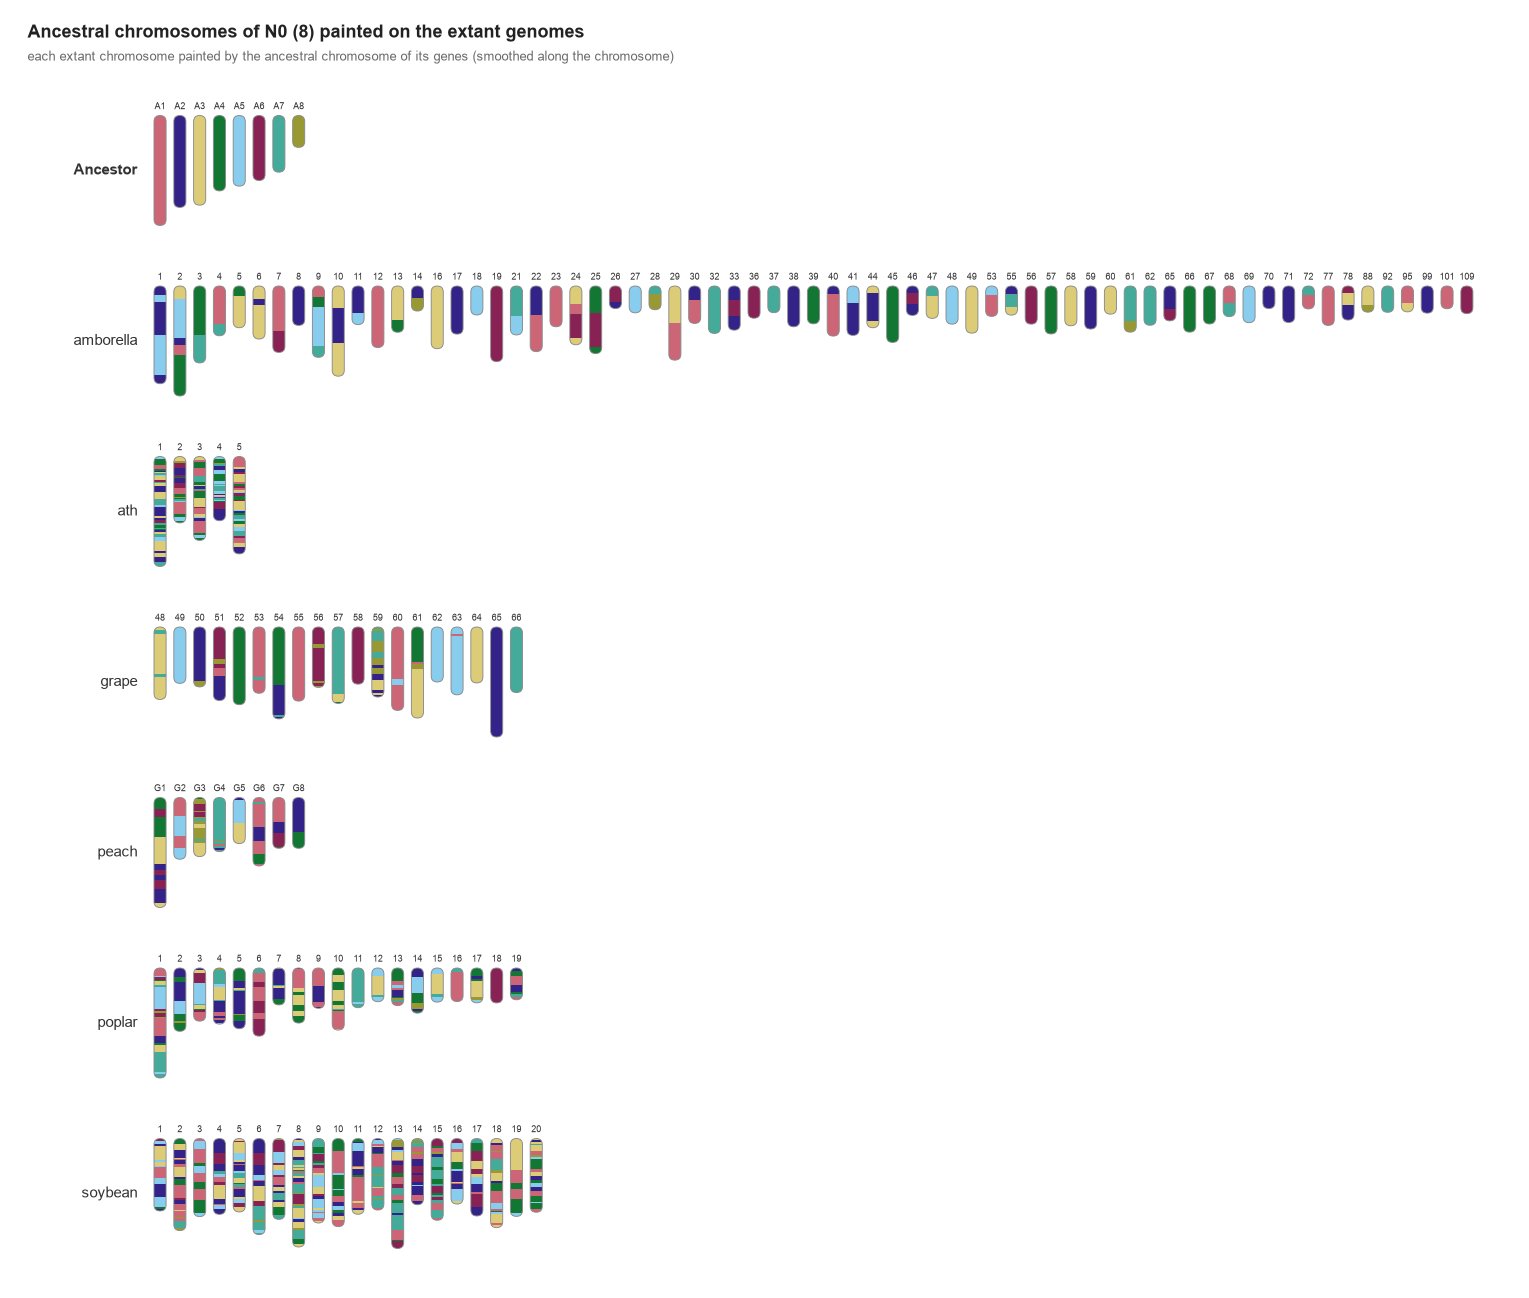 Ancestral chromosomes of N0 (8) painted on the extant genomes
each extant chromosome painted by the ancestral chromosome of its genes (smoothed along the chromosome)
A1 A2 A3 A4 A5 A6 A7 A8
Ancestor
1 2 3 4 5 6 7 8 9 10 11 12 13 14 16 17 18 19 21 22 23 24 25 26 27 28 29 30 32 33 36 37 38 39 40 41 44 45 46 47 48 49 53 55 56 57 58 59 60 61 62 65 66 67 68 69 70 71 72 77 78 88 92 95 99 101 109
amborella
1 2 3 4 5
ath
48 49 50 51 52 53 54 55 56 57 58 59 60 61 62 63 64 65 66
grape
G1 G2 G3 G4 G5 G6 G7 G8
peach
1 2 3 4 5 6 7 8 9 10 11 12 13 14 15 16 17 18 19
poplar
1 2 3 4 5 6 7 8 9 10 11 12 13 14 15 16 17 18 19 20
soybean